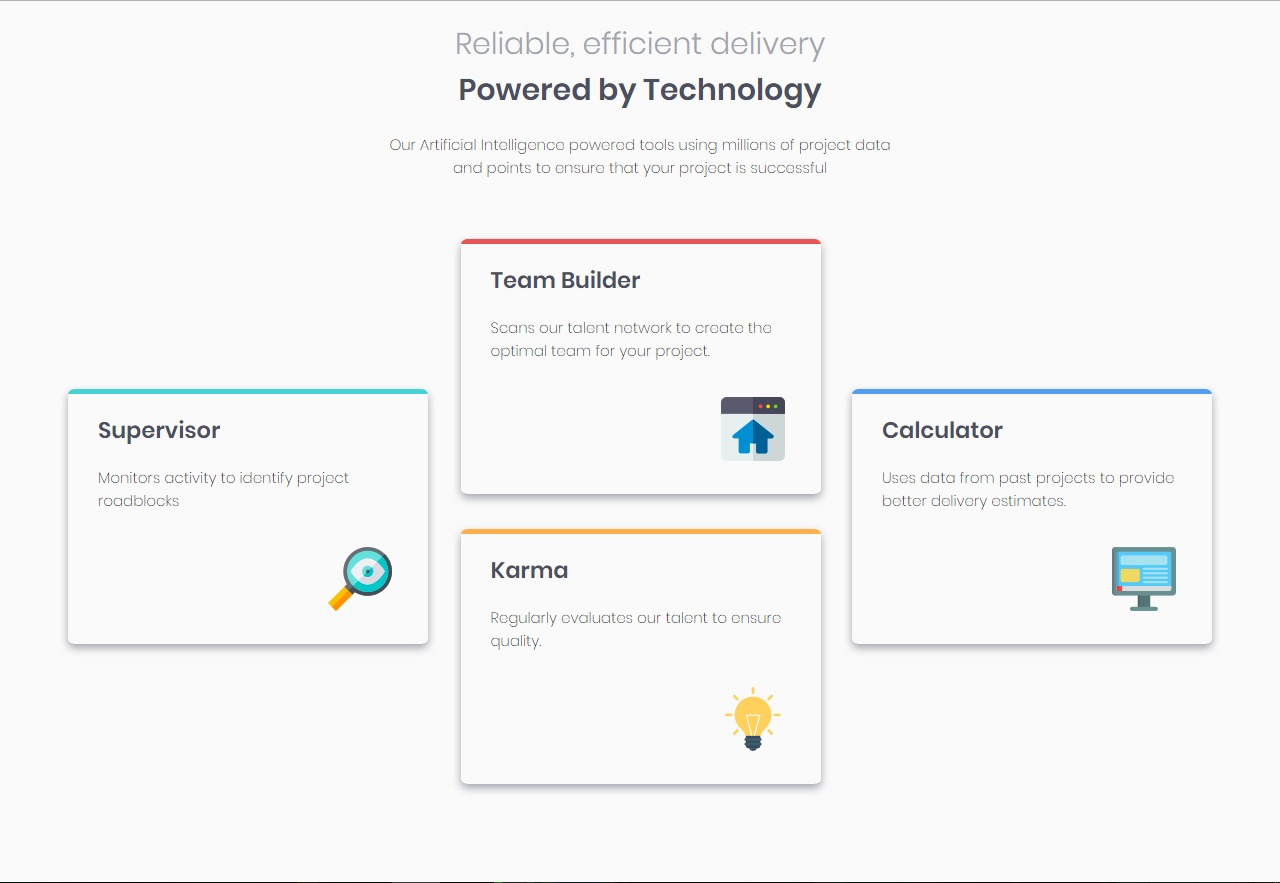 Reliable, efficient delivery
Powered by Technology
Our Artificial Intelligence powered tools using millions of project data
and points to ensure that your project is successful
Team Builder
Scans our talent network to create the
optimal team for your project.
Supervisor
Monitors activity to identify project
roadblocks
Calculator
Uses data from past projects to provide
better delivery estimates.
Karma
Regularly evaluates our talent to ensure
quality.